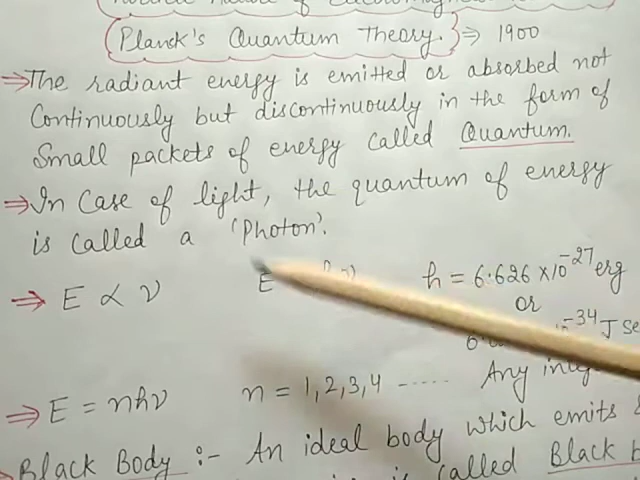 Nature of
Planck's Quantum Theory. ⇒ 1900
⇒ The radiant energy is emitted or absorbed not
Continuously but discontinuously in the form of
Small packets of energy called Quantum.
⇒ In case of light, the quantum of energy
is called a 'Photon'.
⇒ E ∝ ν E h = 6.626 × 10⁻²⁷ erg
or
⁻³⁴ J se
⇒ E = nhν n = 1, 2, 3, 4 ..... Any
Black Body :- An ideal body which emits
called Black